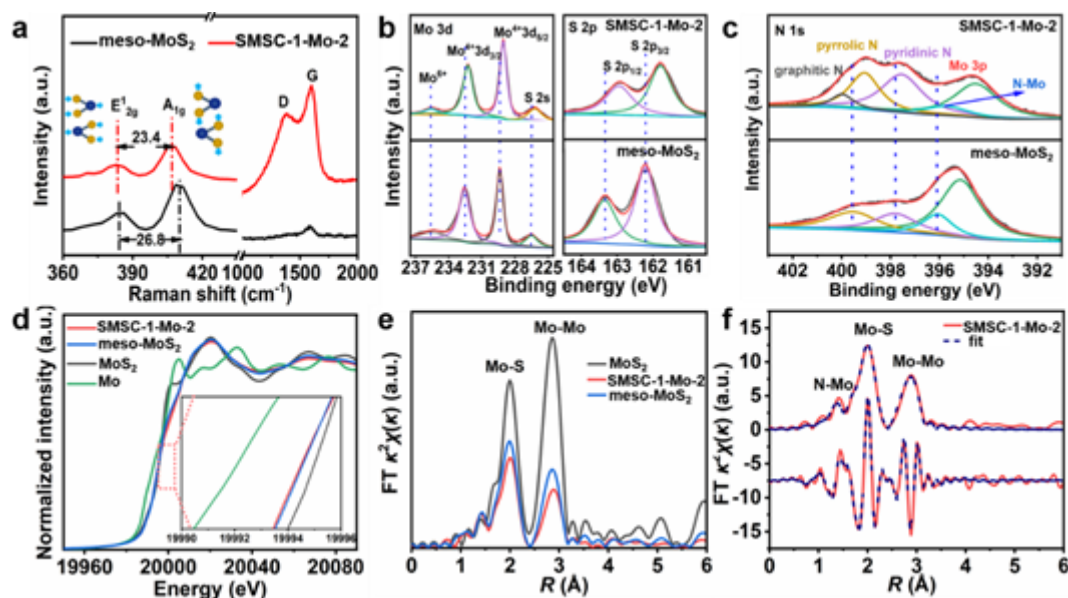 a
meso-MoS₂ SMSC-1-Mo-2
E¹₂g A₁g
23.4
26.8
D G
Intensity (a.u.)
360 390 420 1000 1500 2000
Raman shift (cm⁻¹)
b
Mo 3d Mo⁴⁺3d₅/₂
Mo⁴⁺3d₃/₂
Mo⁶⁺
S 2s
S 2p SMSC-1-Mo-2
S 2p₃/₂
S 2p₁/₂
meso-MoS₂
Intensity (a.u.)
237 234 231 228 225 164 163 162 161
Binding energy (eV)
c
N 1s SMSC-1-Mo-2
pyrrolic N
pyridinic N
graphitic N
Mo 3p
N-Mo
meso-MoS₂
Intensity (a.u.)
402 400 398 396 394 392
Binding energy (eV)
d
SMSC-1-Mo-2
meso-MoS₂
MoS₂
Mo
19990 19992 19994 19996
Normalized intensity (a.u.)
19960 20000 20040 20080
Energy (eV)
e
Mo-Mo
Mo-S
MoS₂
SMSC-1-Mo-2
meso-MoS₂
FT κ²χ(κ) (a.u.)
0 1 2 3 4 5 6
R (Å)
f
SMSC-1-Mo-2
fit
Mo-S
Mo-Mo
N-Mo
15
10
5
0
-5
-10
-15
0 1 2 3 4 5 6
R (Å)